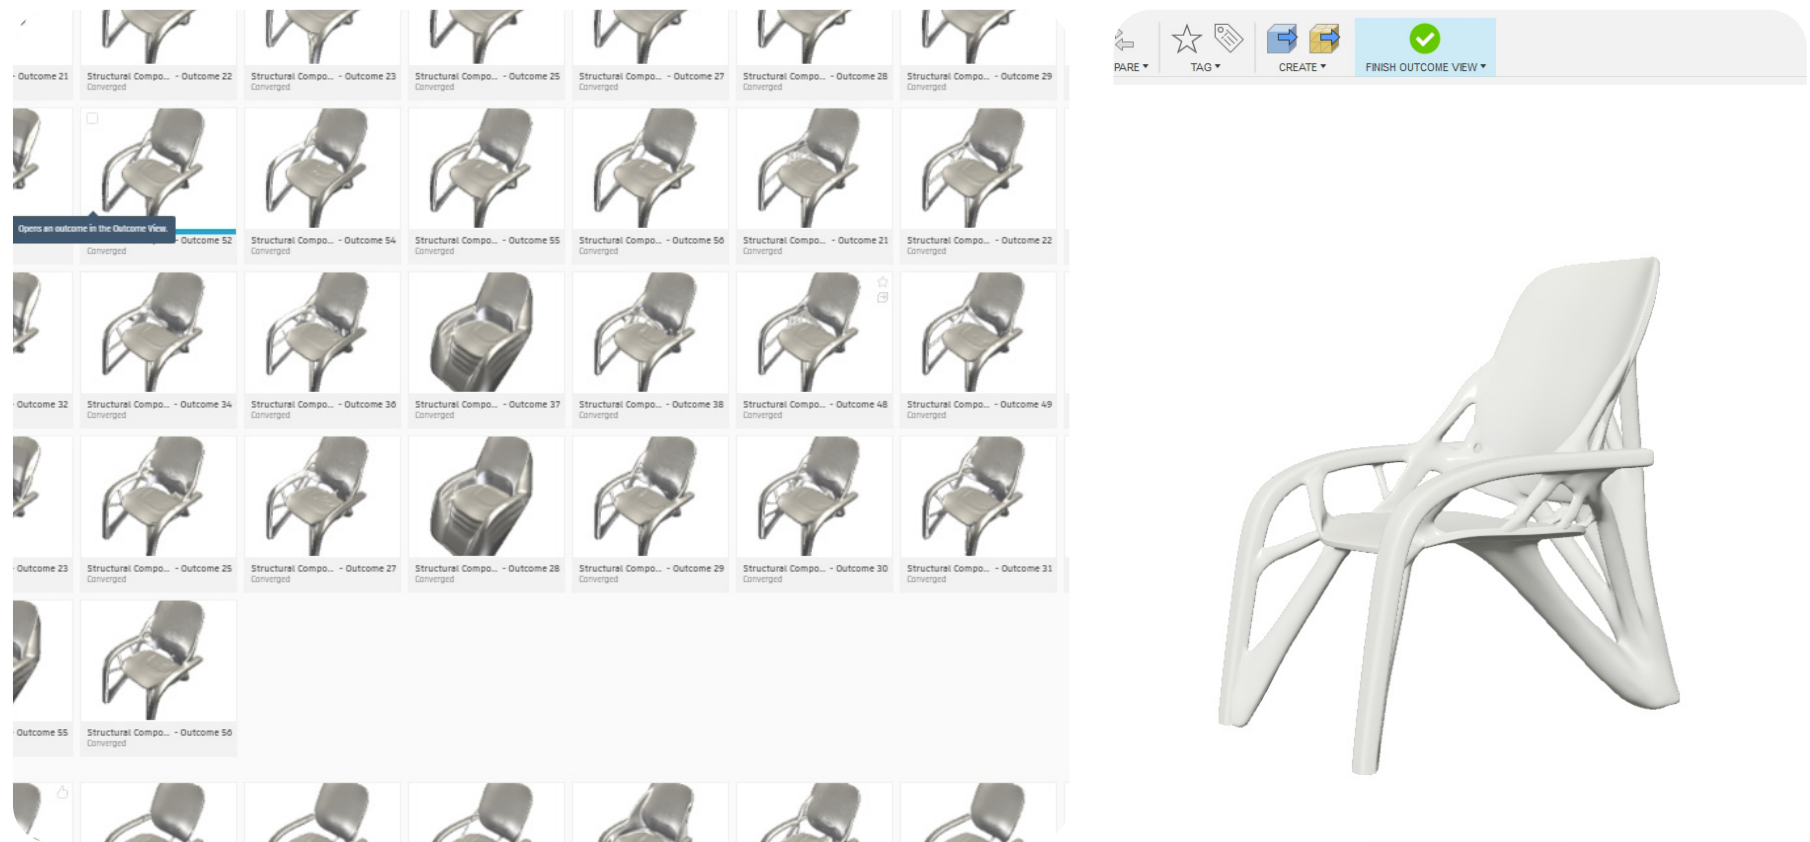 - Outcome 21
Structural Compo... - Outcome 22
Converged
Structural Compo... - Outcome 23
Converged
Structural Compo... - Outcome 25
Converged
Structural Compo... - Outcome 27
Converged
Structural Compo... - Outcome 28
Converged
Structural Compo... - Outcome 29
Converged
Opens an outcome in the Outcome View.
- Outcome 52
Converged
Structural Compo... - Outcome 54
Converged
Structural Compo... - Outcome 55
Converged
Structural Compo... - Outcome 56
Converged
Structural Compo... - Outcome 21
Converged
Structural Compo... - Outcome 22
Converged
Outcome 32
Structural Compo... - Outcome 34
Converged
Structural Compo... - Outcome 36
Converged
Structural Compo... - Outcome 37
Converged
Structural Compo... - Outcome 38
Converged
Structural Compo... - Outcome 48
Converged
Structural Compo... - Outcome 49
Converged
Outcome 23
Structural Compo... - Outcome 25
Converged
Structural Compo... - Outcome 27
Converged
Structural Compo... - Outcome 28
Converged
Structural Compo... - Outcome 29
Converged
Structural Compo... - Outcome 30
Converged
Structural Compo... - Outcome 31
Converged
Outcome 55
Structural Compo... - Outcome 56
Converged
PARE
TAG
CREATE
FINISH OUTCOME VIEW